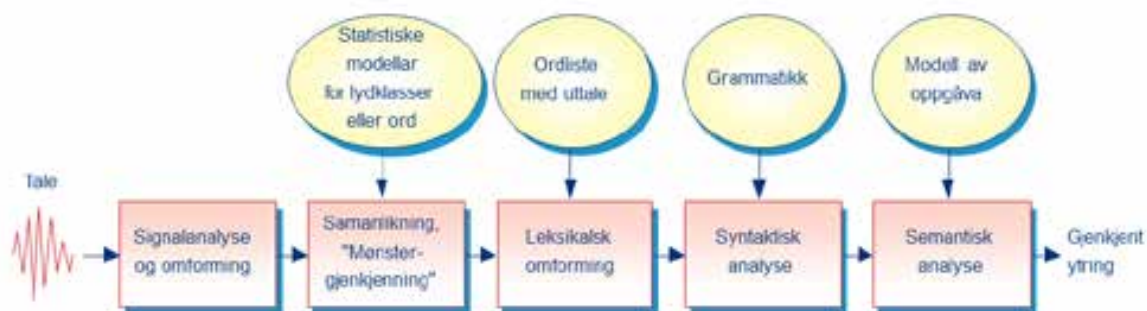 Statistiske
modellar
for lydklasser
eller ord
Ordliste
med uttale
Grammatikk
Modell av
oppgåva
Tale
Signalanalyse
og omforming
Samanlikning,
"Mønster-
gjenkjenning"
Leksikalsk
omforming
Syntaktisk
analyse
Semantisk
analyse
Gjenkjent
ytring